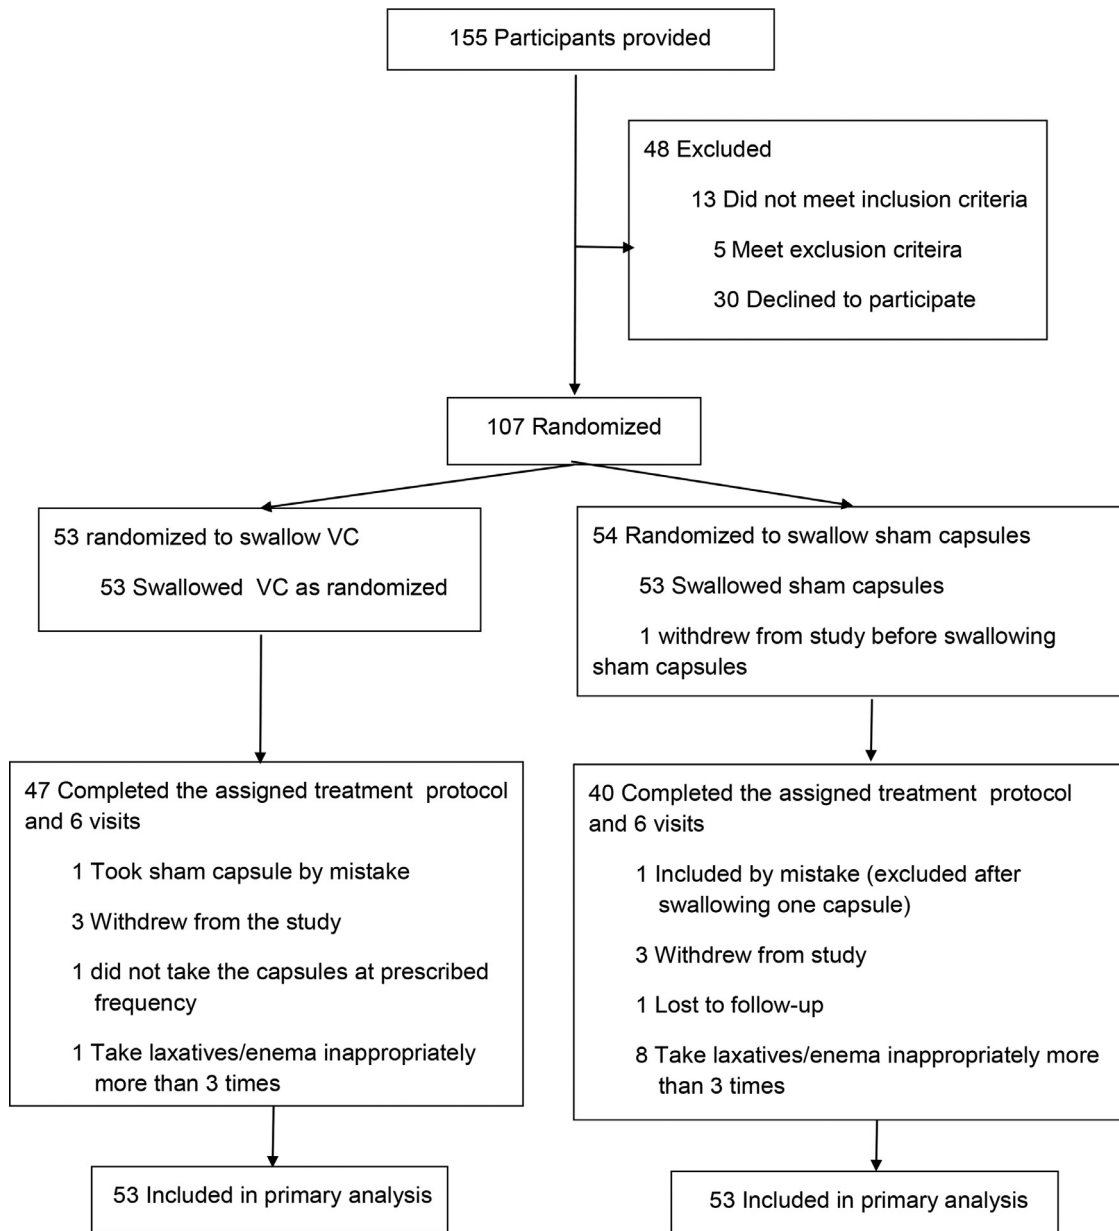 155 Participants provided
48 Excluded
13 Did not meet inclusion criteria
5 Meet exclusion criteira
30 Declined to participate
107 Randomized
53 randomized to swallow VC
53 Swallowed VC as randomized
54 Randomized to swallow sham capsules
53 Swallowed sham capsules
1 withdrew from study before swallowing
sham capsules
47 Completed the assigned treatment protocol
and 6 visits
1 Took sham capsule by mistake
3 Withdrew from the study
1 did not take the capsules at prescribed
frequency
1 Take laxatives/enema inappropriately
more than 3 times
40 Completed the assigned treatment protocol
and 6 visits
1 Included by mistake (excluded after
swallowing one capsule)
3 Withdrew from study
1 Lost to follow-up
8 Take laxatives/enema inappropriately more
than 3 times
53 Included in primary analysis
53 Included in primary analysis